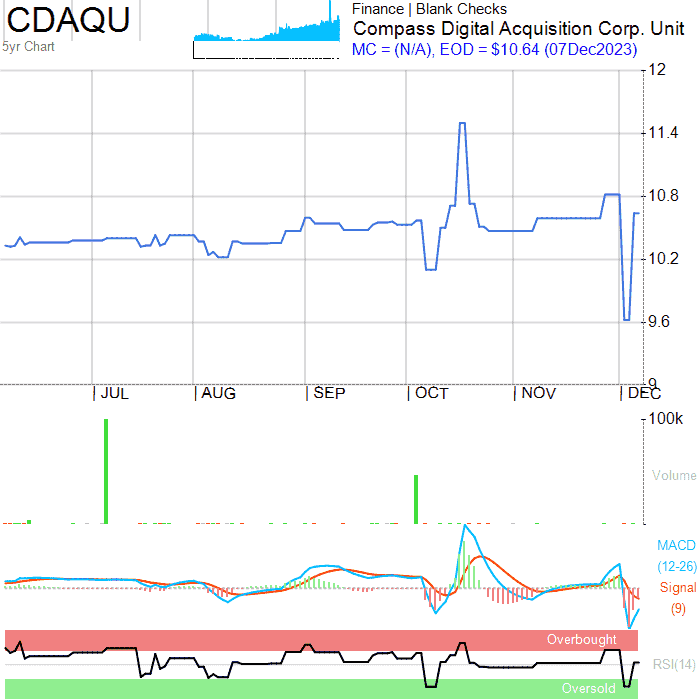 CDAQU
Finance | Blank Checks
Compass Digital Acquisition Corp. Unit
5yr Chart
MC = (N/A), EOD = $10.64 (07Dec2023)
12
11.4
10.8
10.2
9.6
9
| JUL | AUG | SEP | OCT | NOV | DEC
100k
Volume
MACD
(12-26)
Signal
(9)
Overbought
RSI(14)
Oversold